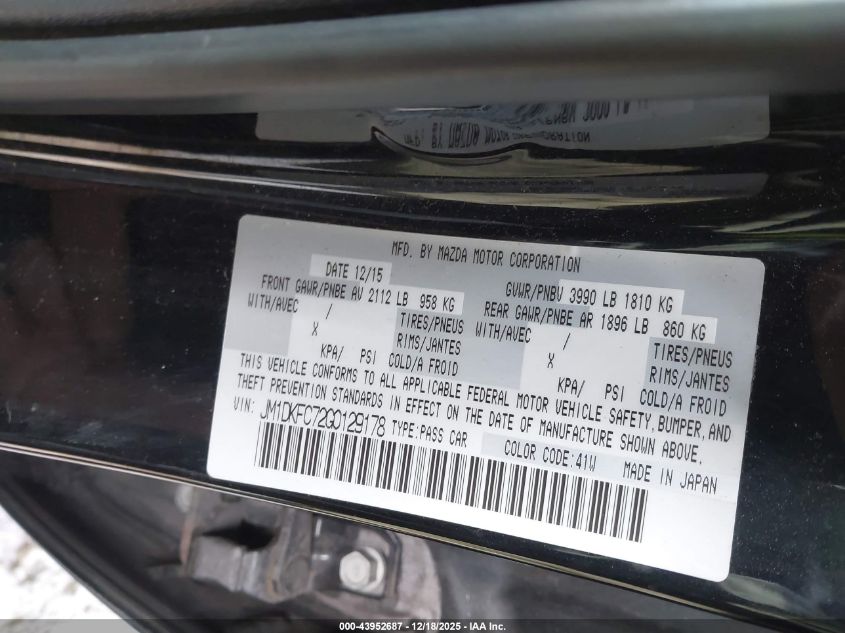 MFD. BY MAZDA MOTOR CORPORATION
DATE 12/15 GVWR/PNBV 3990 LB 1810 KG
FRONT GAWR/PNBE AV 2112 LB 958 KG REAR GAWR/PNBE AR 1896 LB 860 KG
WITH/AVEC / TIRES/PNEUS WITH/AVEC / TIRES/PNEUS
X RIMS/JANTES X RIMS/JANTES
KPA/ PSI COLD/A FROID KPA/ PSI COLD/A FROID
THIS VEHICLE CONFORMS TO ALL APPLICABLE FEDERAL MOTOR VEHICLE SAFETY, BUMPER, AND
THEFT PREVENTION STANDARDS IN EFFECT ON THE DATE OF MANUFACTURE SHOWN ABOVE.
VIN: JM1DKFC72G0129178 TYPE:PASS CAR COLOR CODE:41W MADE IN JAPAN
000-43952687 - 12/18/2025 - IAA Inc.